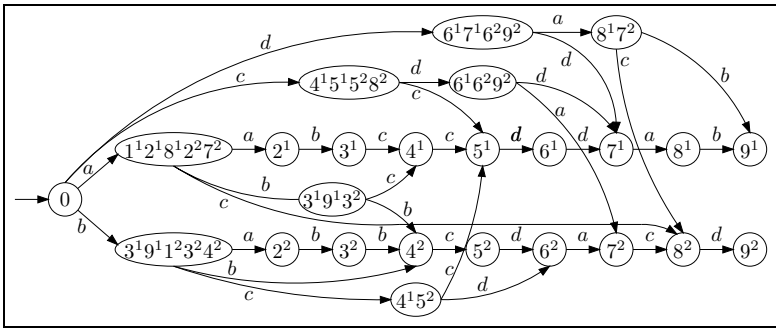 d 6¹7¹6²9² a 8¹7²
c 4¹5¹5²8² d 6¹6²9² d d c b
c a
1¹2¹8¹2²7² a 2¹ b 3¹ c 4¹ c 5¹ d 6¹ d 7¹ a 8¹ b 9¹
a b 3¹9¹3² c
0 c b
b 3¹9¹1²3²4² a 2² b 3² b 4² c 5² d 6² a 7² c 8² d 9²
b c
c 4¹5² d